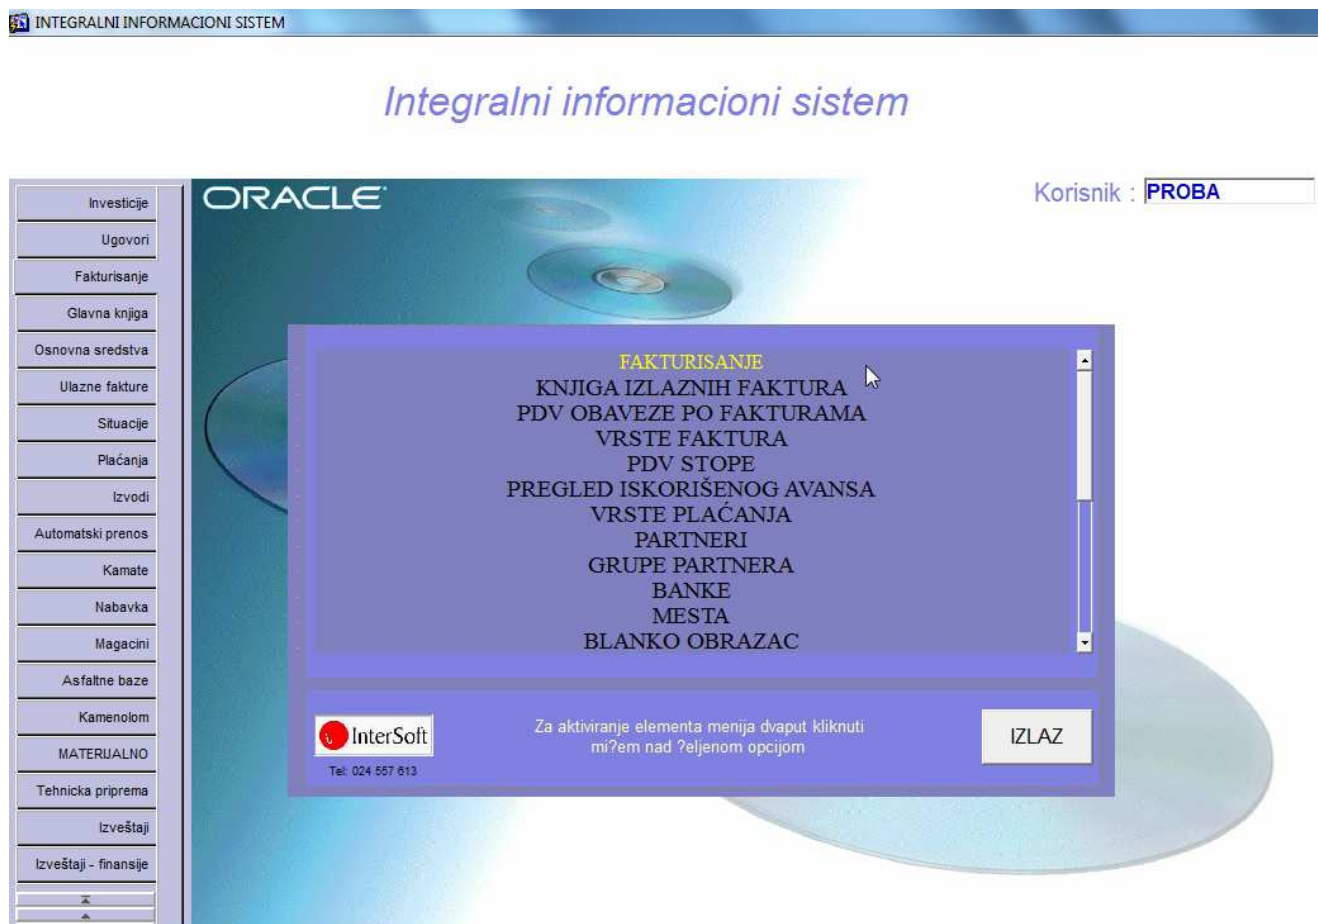 INTEGRALNI INFORMACIONI SISTEM
Integralni informacioni sistem
ORACLE
Korisnik : PROBA
Investicije
Ugovori
Fakturisanje
Glavna knjiga
Osnovna sredstva
Ulazne fakture
Situacije
Plaćanja
Izvodi
Automatski prenos
Kamate
Nabavka
Magacini
Asfaltne baze
Kamenolom
MATERIJALNO
Tehnicka priprema
Izveštaji
Izveštaji - finansije
FAKTURISANJE
KNJIGA IZLAZNIH FAKTURA
PDV OBAVEZE PO FAKTURAMA
VRSTE FAKTURA
PDV STOPE
PREGLED ISKORIŠENOG AVANSA
VRSTE PLAĆANJA
PARTNERI
GRUPE PARTNERA
BANKE
MESTA
BLANKO OBRAZAC
InterSoft
Tel: 024 557 613
Za aktiviranje elementa menija dvaput kliknuti
mi?em nad ?eljenom opcijom
IZLAZ